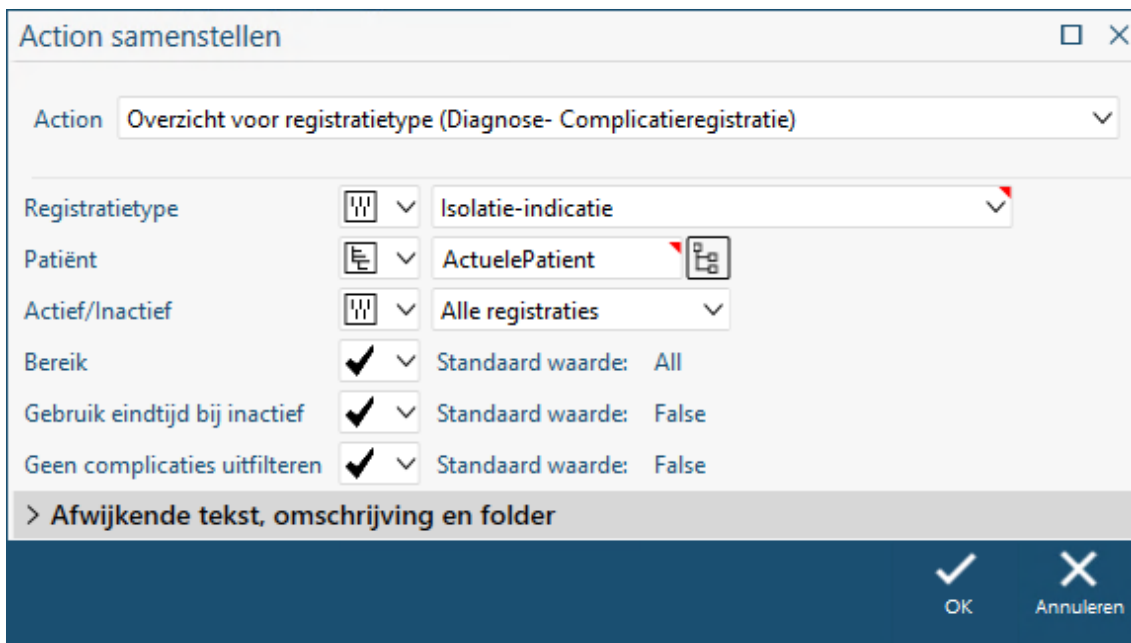 Action samenstellen
Action Overzicht voor registratietype (Diagnose- Complicatieregistratie)
Registratietype Isolatie-indicatie
Patiënt ActuelePatient
Actief/Inactief Alle registraties
Bereik Standaard waarde: All
Gebruik eindtijd bij inactief Standaard waarde: False
Geen complicaties uitfilteren Standaard waarde: False
> Afwijkende tekst, omschrijving en folder
OK Annuleren